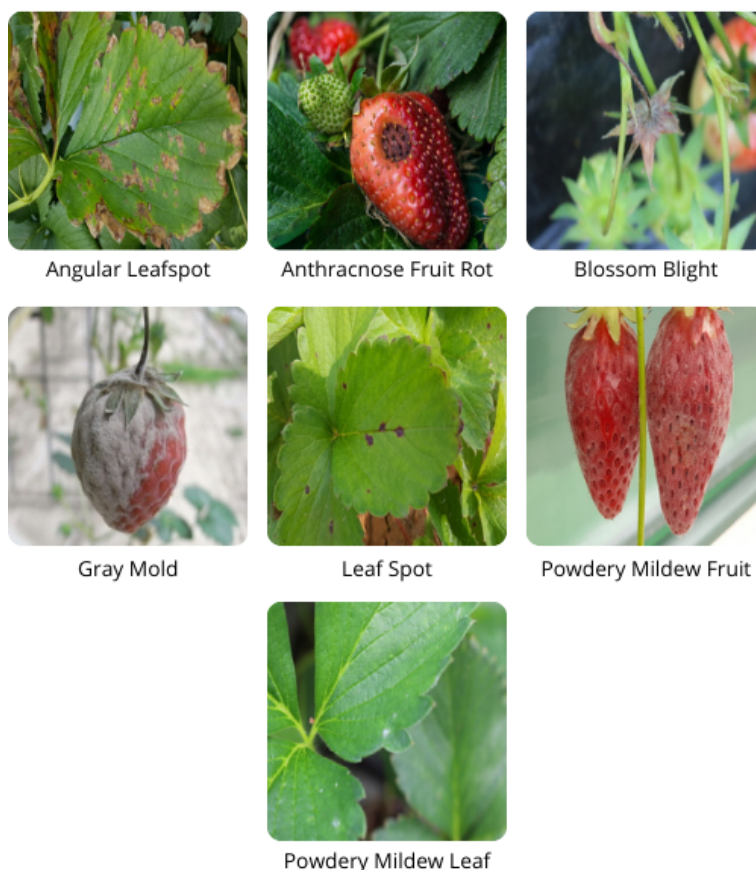 Angular Leafspot
Anthracnose Fruit Rot
Blossom Blight
Gray Mold
Leaf Spot
Powdery Mildew Fruit
Powdery Mildew Leaf